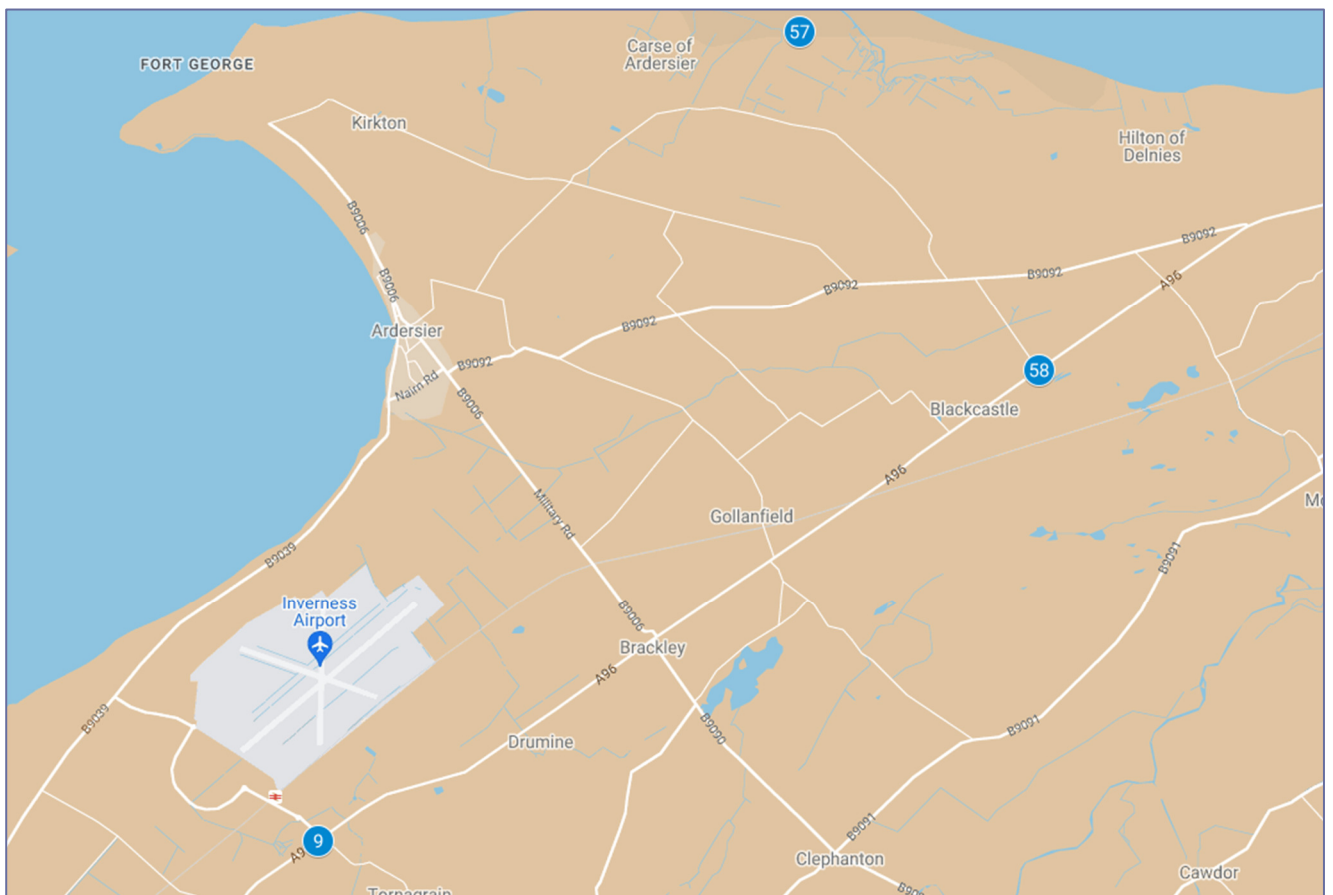 57
Carse of
Ardersier
FORT GEORGE
Kirkton
Hilton of
Delnies
B9006
B9092
B9006
B9092
A96
B9092
Ardersier
B9092
B9092
58
Nairn Rd
B9006
Blackcastle
A96
Military Rd
Gollanfield
B9039
B9091
Inverness
Airport
B9006
Brackley
A96
B9039
B9090
B9091
Drumine
B9091
9
Clephanton
Cawdor